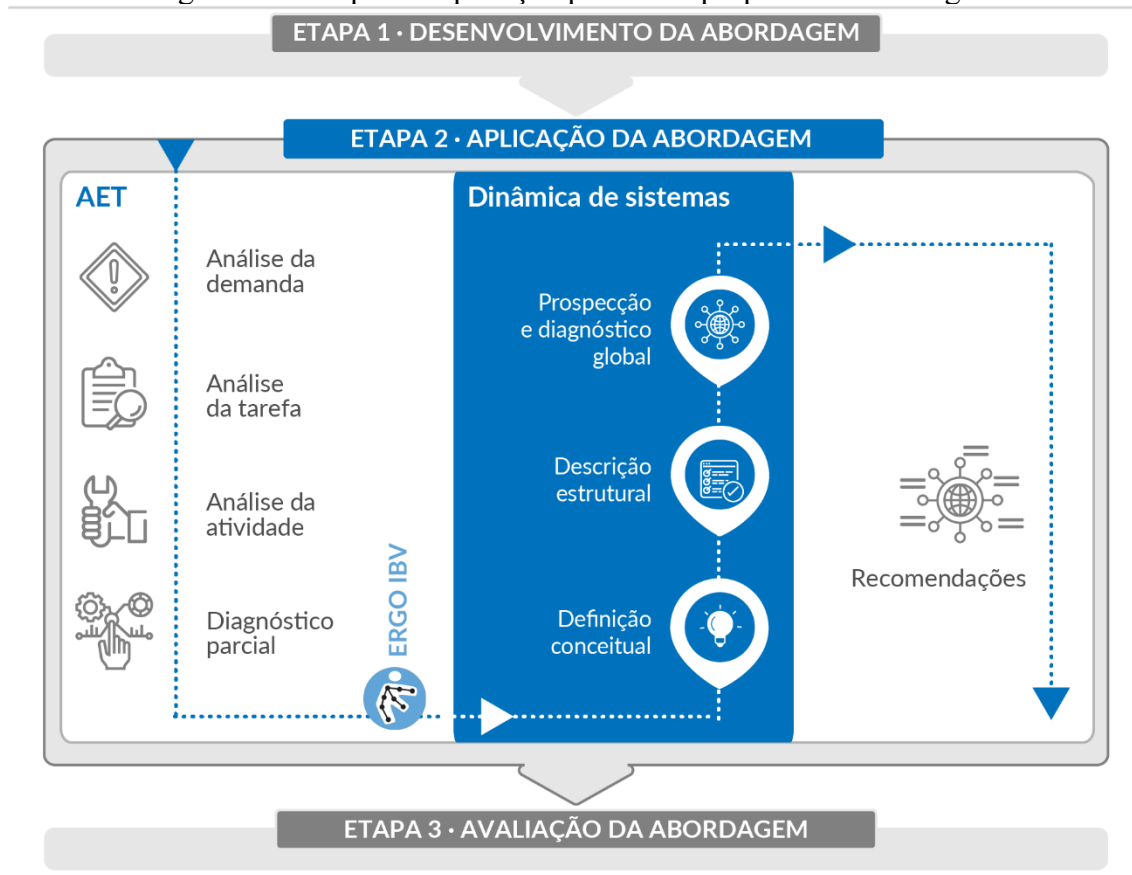 ETAPA 1 · DESENVOLVIMENTO DA ABORDAGEM
ETAPA 2 · APLICAÇÃO DA ABORDAGEM
AET
Análise da
demanda
Análise
da tarefa
Análise da
atividade
Diagnóstico
parcial
ERGO IBV
Dinâmica de sistemas
Prospecção
e diagnóstico
global
Descrição
estrutural
Definição
conceitual
Recomendações
ETAPA 3 · AVALIAÇÃO DA ABORDAGEM